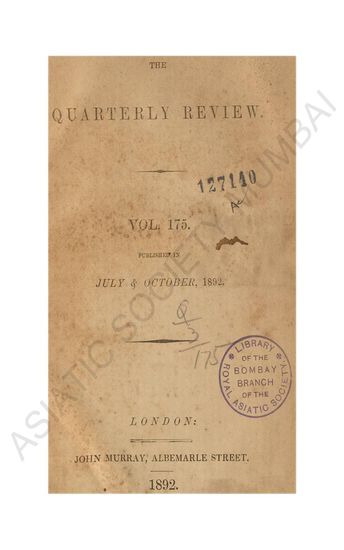 THE
QUARTERLY REVIEW.
127140
VOL. 175.
PUBLISHED IN
JULY & OCTOBER, 1892.
175
LIBRARY
OF THE
BOMBAY
BRANCH
OF THE
ROYAL ASIATIC SOCIETY.
LONDON:
JOHN MURRAY, ALBEMARLE STREET.
1892.
ASIATIC SOCIETY MUMBAI